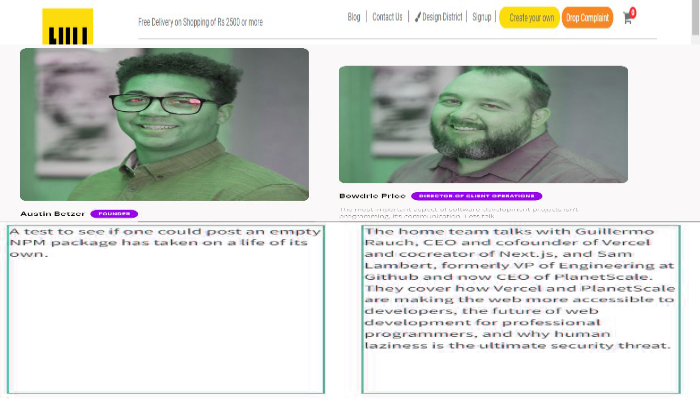 Free Delivery on Shopping of Rs 2500 or more
Blog
Contact Us
Design District
Signup
Create your own
Drop Complaint
0
Austin Betzer FOUNDER
Bowdrie Price DIRECTOR OF CLIENT OPERATIONS
The most important aspect of software development projects isn't
programming, its communication. Lets talk
A test to see if one could post an empty
NPM package has taken on a life of its
own.
The home team talks with Guillermo
Rauch, CEO and cofounder of Vercel
and cocreator of Next.js, and Sam
Lambert, formerly VP of Engineering at
Github and now CEO of PlanetScale.
They cover how Vercel and PlanetScale
are making the web more accessible to
developers, the future of web
development for professional
programmers, and why human
laziness is the ultimate security threat.